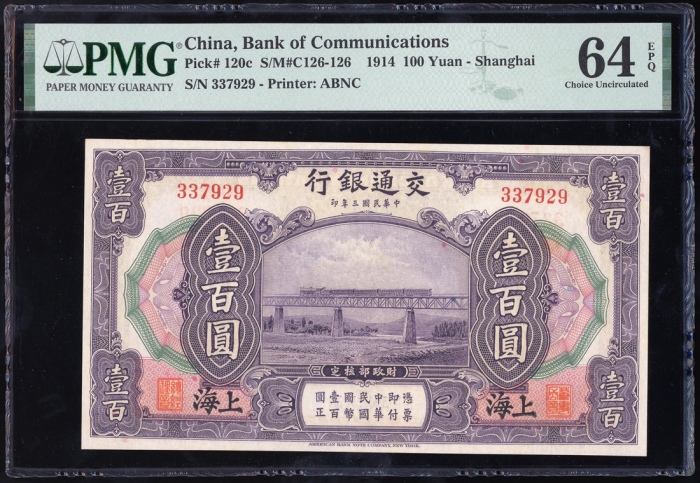 PMG®
PAPER MONEY GUARANTY
China, Bank of Communications
Pick# 120c S/M#C126-126 1914 100 Yuan - Shanghai
S/N 337929 - Printer: ABNC
64 EPQ
Choice Uncirculated
壹百
壹百
行銀通交
印年三國民華中
337929
337929
壹百圓
壹百圓
定核部政財
海上
海上
圓壹國民中即憑
正百幣國華付票
壹百
壹百
AMERICAN BANK NOTE COMPANY, NEW YORK.